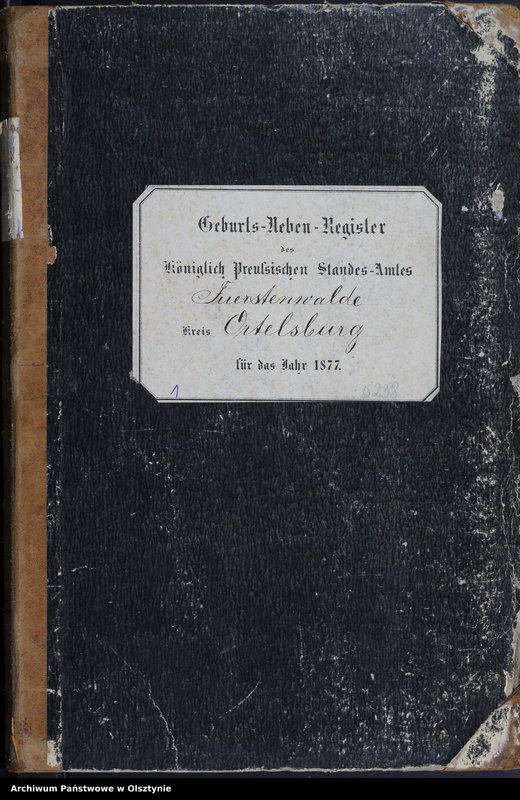 Geburts-Neben-Register
des
Königlich Preußischen Standes-Amtes
Fuerstenwalde
Kreis Ortelsburg
für das Jahr 1877.
1
Archiwum Państwowe w Olsztynie